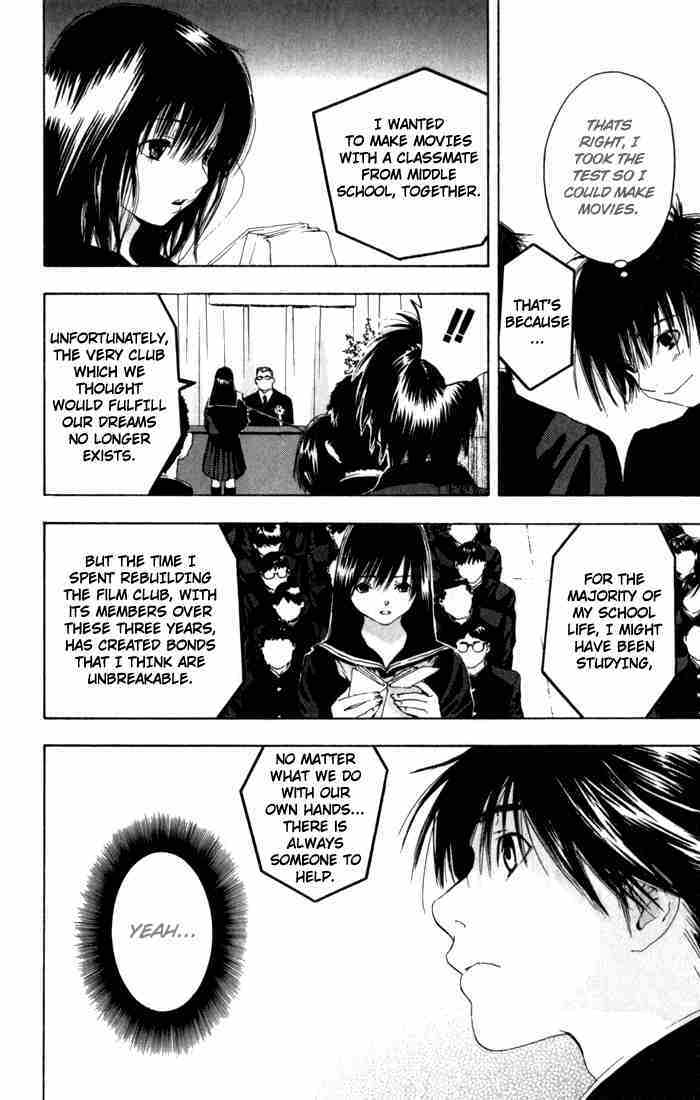 THATS
RIGHT, I
TOOK THE
TEST SO I
COULD MAKE
MOVIES.
THAT'S
BECAUSE
...
I WANTED
TO MAKE MOVIES
WITH A CLASSMATE
FROM MIDDLE
SCHOOL, TOGETHER.
!!
UNFORTUNATELY,
THE VERY CLUB
WHICH WE
THOUGHT
WOULD FULFILL
OUR DREAMS
NO LONGER
EXISTS.
FOR THE
MAJORITY OF
MY SCHOOL
LIFE, I MIGHT
HAVE BEEN
STUDYING,
BUT THE TIME I
SPENT REBUILDING
THE FILM CLUB, WITH
ITS MEMBERS OVER
THESE THREE YEARS,
HAS CREATED BONDS
THAT I THINK ARE
UNBREAKABLE.
NO MATTER
WHAT WE DO
WITH OUR
OWN HANDS...
THERE IS
ALWAYS
SOMEONE TO
HELP.
YEAH...